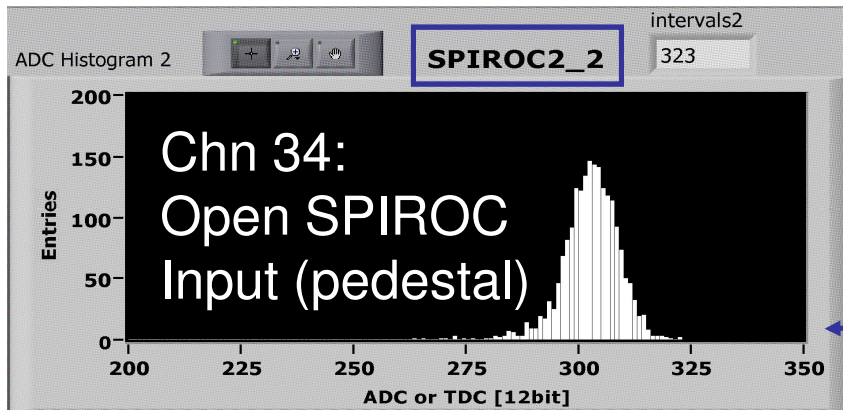 intervals2
ADC Histogram 2
SPIROC2_2
323
200
150
100
50
0
Entries
Chn 34:
Open SPIROC
Input (pedestal)
200 225 250 275 300 325 350
ADC or TDC [12bit]